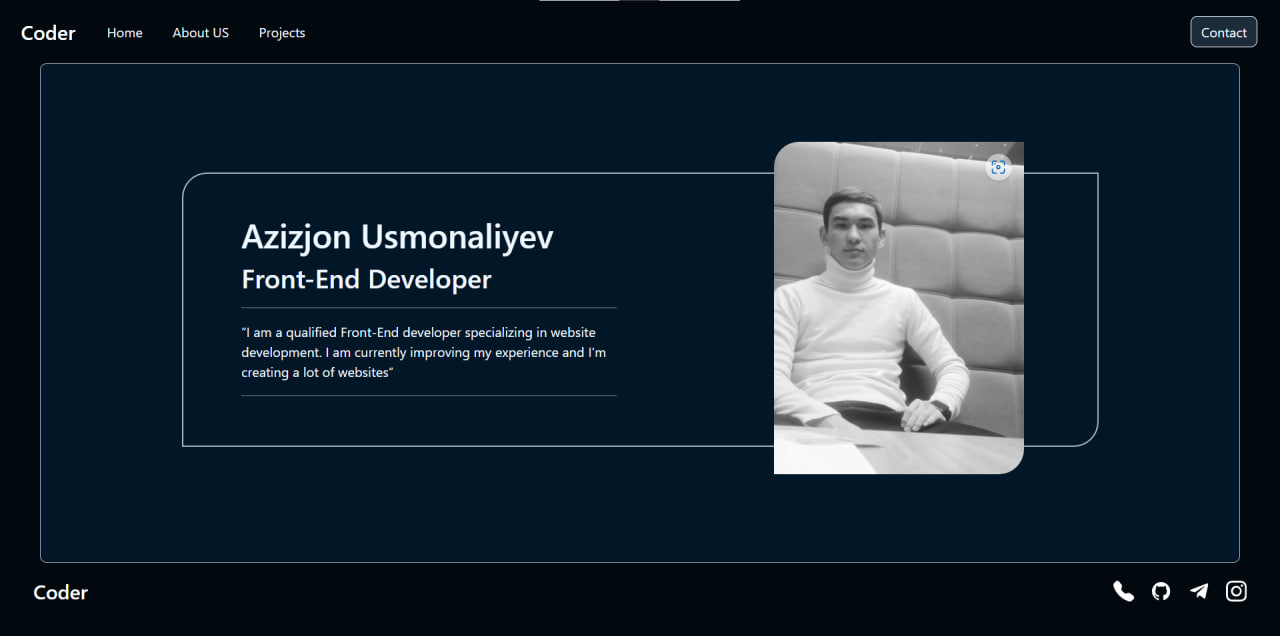 Coder Home About US Projects Contact
Azizjon Usmonaliyev
Front-End Developer
“I am a qualified Front-End developer specializing in website
development. I am currently improving my experience and I'm
creating a lot of websites”
Coder